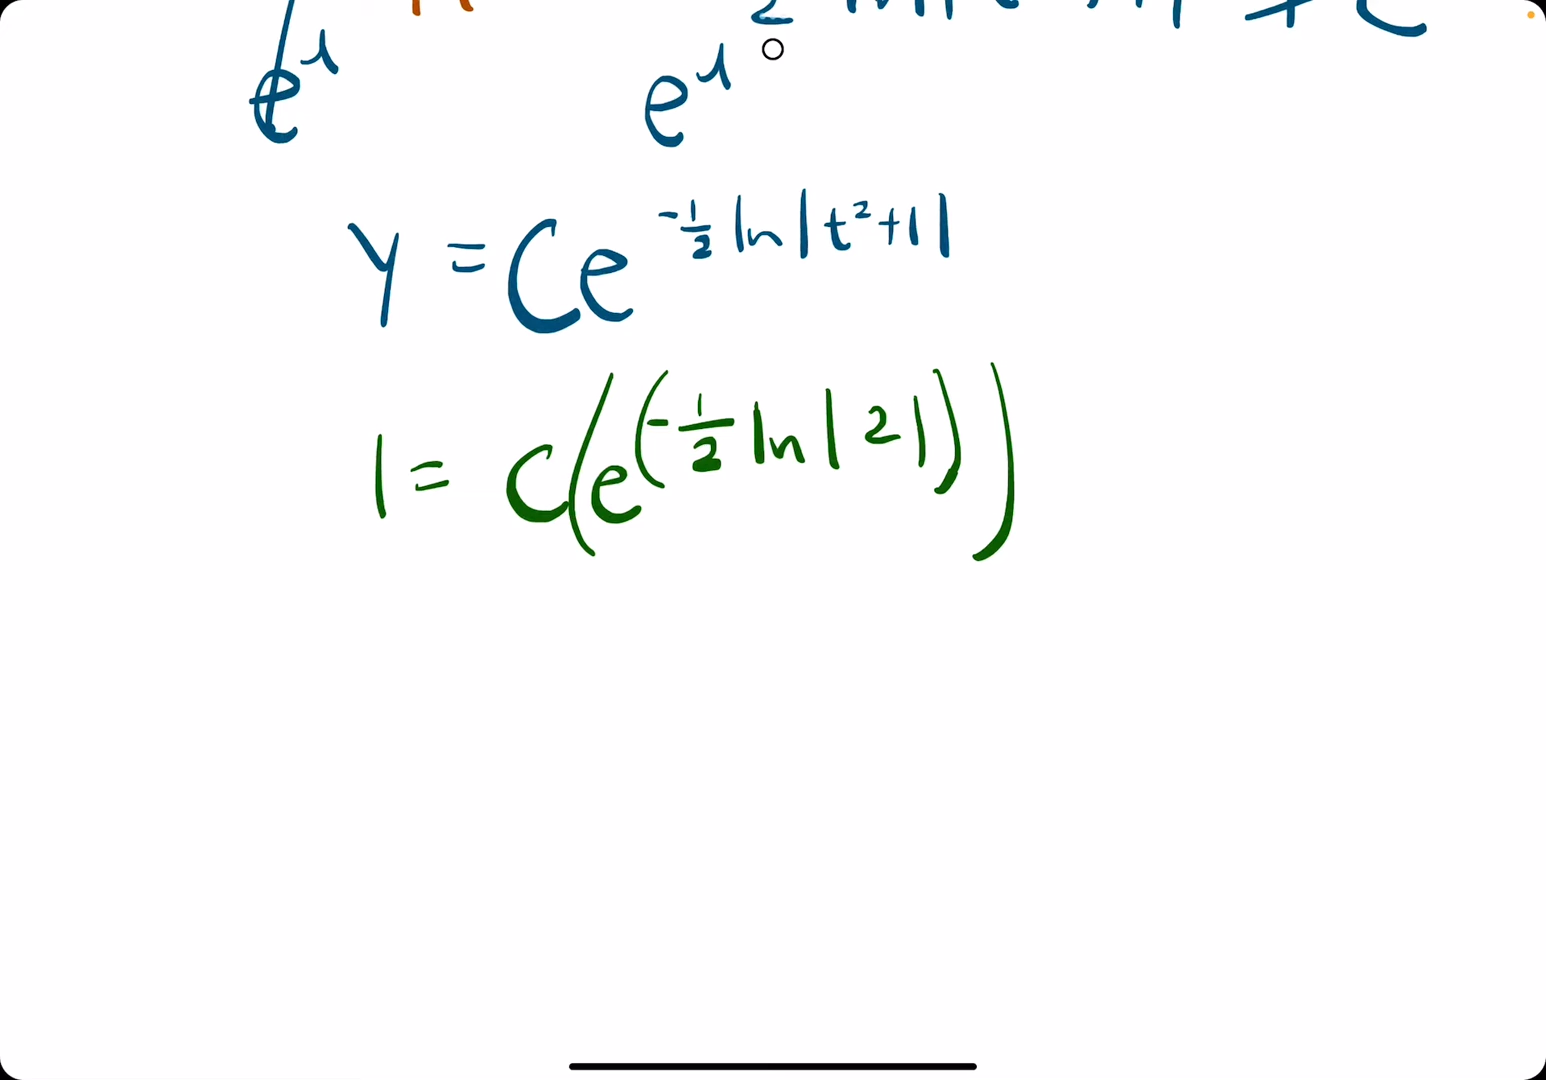 e^
e^
y = Ce^{-1/2 ln|t²+1|}
1 = C(e^{(-1/2 ln|2|)})